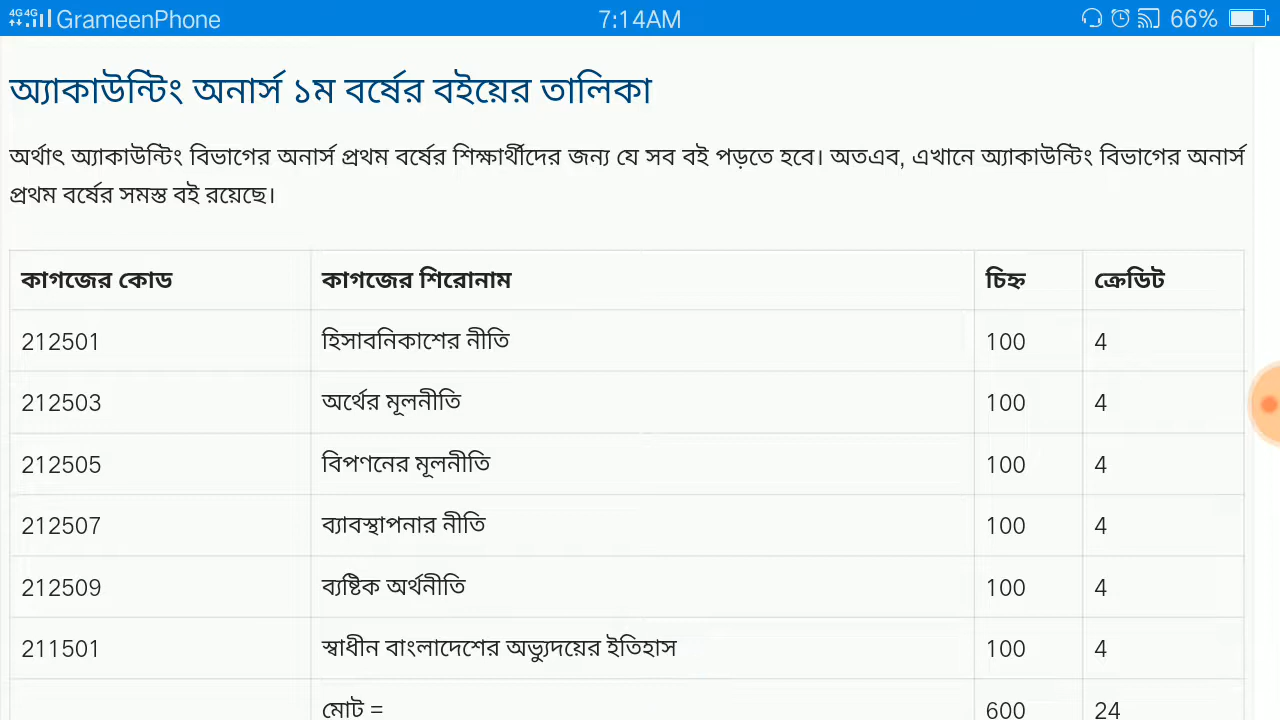 4G 4G GrameenPhone 7:14AM 66%
অ্যাকাউন্টিং অনার্স ১ম বর্ষের বইয়ের তালিকা
অর্থাৎ অ্যাকাউন্টিং বিভাগের অনার্স প্রথম বর্ষের শিক্ষার্থীদের জন্য যে সব বই পড়তে হবে। অতএব, এখানে অ্যাকাউন্টিং বিভাগের অনার্স
প্রথম বর্ষের সমস্ত বই রয়েছে।
কাগজের কোড কাগজের শিরোনাম চিহ্ন ক্রেডিট
212501 হিসাবনিকাশের নীতি 100 4
212503 অর্থের মূলনীতি 100 4
212505 বিপণনের মূলনীতি 100 4
212507 ব্যাবস্থাপনার নীতি 100 4
212509 ব্যষ্টিক অর্থনীতি 100 4
211501 স্বাধীন বাংলাদেশের অভ্যুদয়ের ইতিহাস 100 4
মোট = 600 24